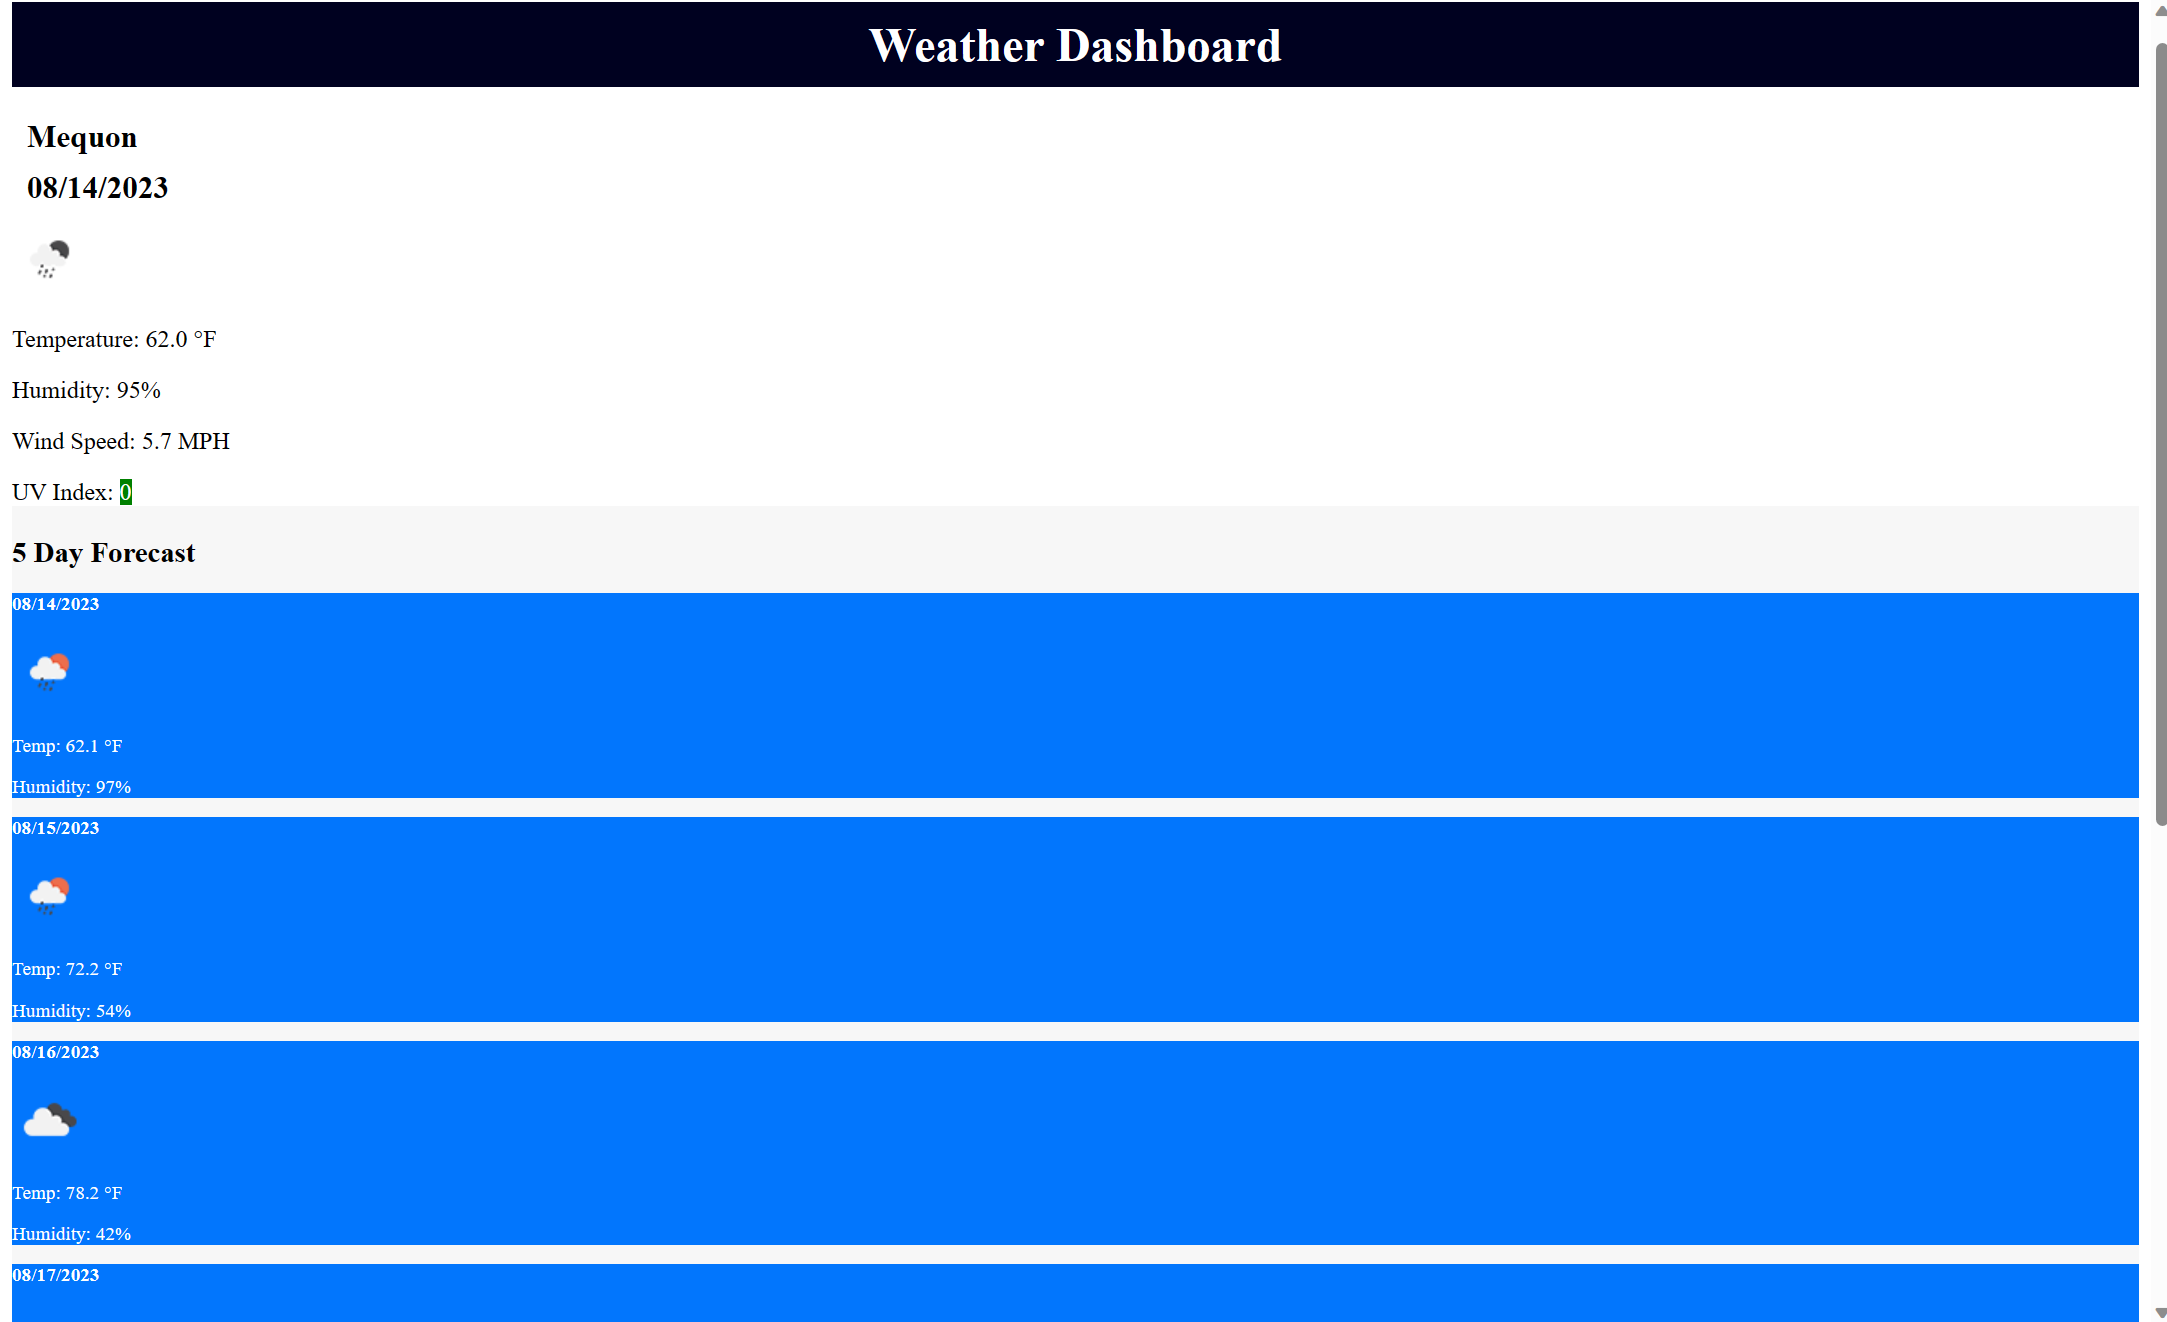 Weather Dashboard
Mequon
08/14/2023
Temperature: 62.0 °F
Humidity: 95%
Wind Speed: 5.7 MPH
UV Index: 0
5 Day Forecast
08/14/2023
Temp: 62.1 °F
Humidity: 97%
08/15/2023
Temp: 72.2 °F
Humidity: 54%
08/16/2023
Temp: 78.2 °F
Humidity: 42%
08/17/2023